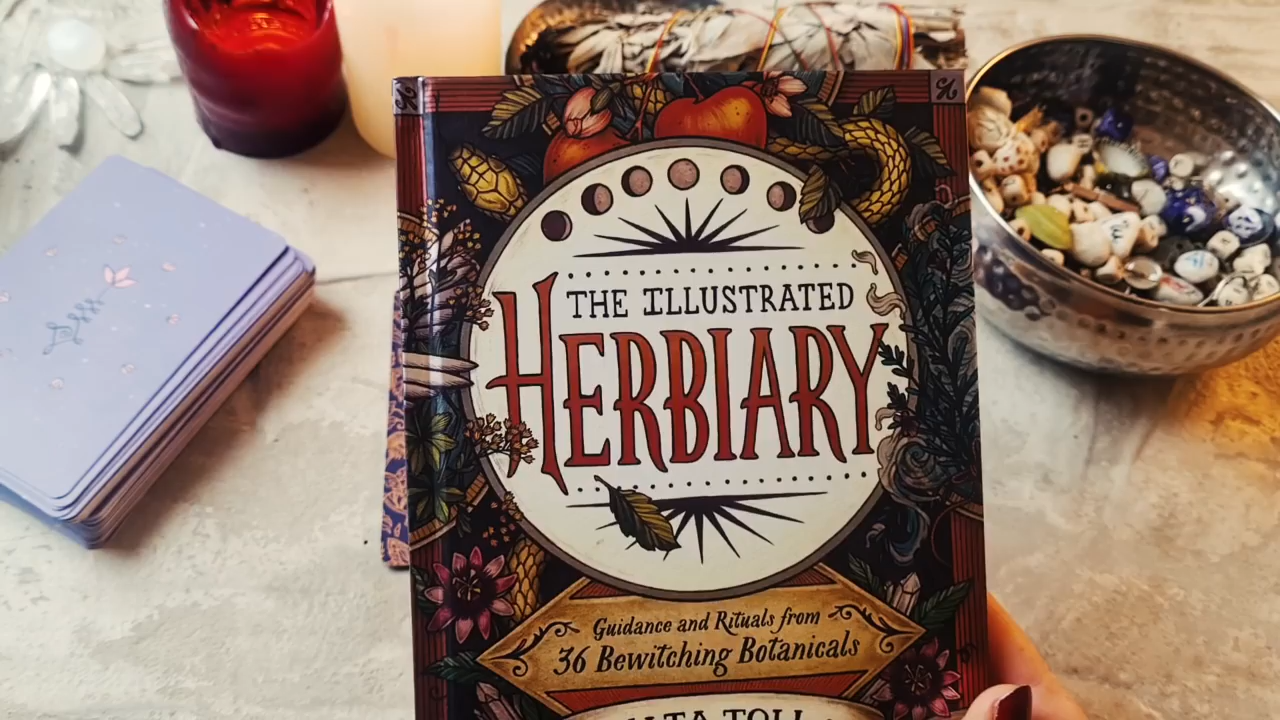 THE ILLUSTRATED
HERBIARY
Guidance and Rituals from
36 Bewitching Botanicals